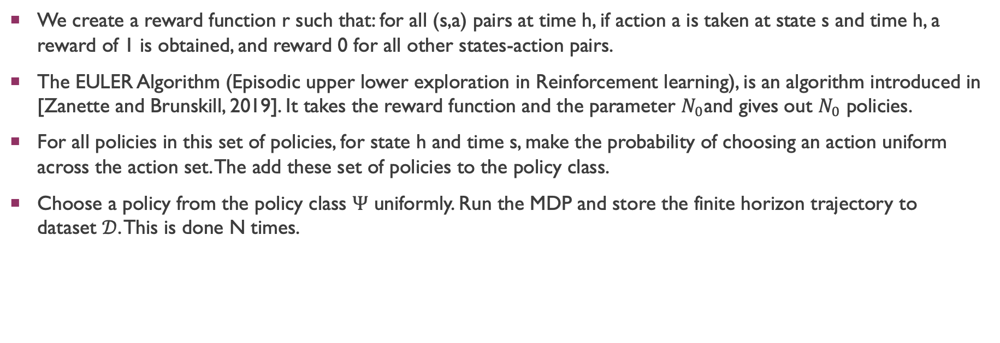 ▪ We create a reward function r such that: for all (s,a) pairs at time h, if action a is taken at state s and time h, a
reward of 1 is obtained, and reward 0 for all other states-action pairs.
▪ The EULER Algorithm (Episodic upper lower exploration in Reinforcement learning), is an algorithm introduced in
[Zanette and Brunskill, 2019]. It takes the reward function and the parameter N₀and gives out N₀ policies.
▪ For all policies in this set of policies, for state h and time s, make the probability of choosing an action uniform
across the action set. The add these set of policies to the policy class.
▪ Choose a policy from the policy class Ψ uniformly. Run the MDP and store the finite horizon trajectory to
dataset 𝒟. This is done N times.